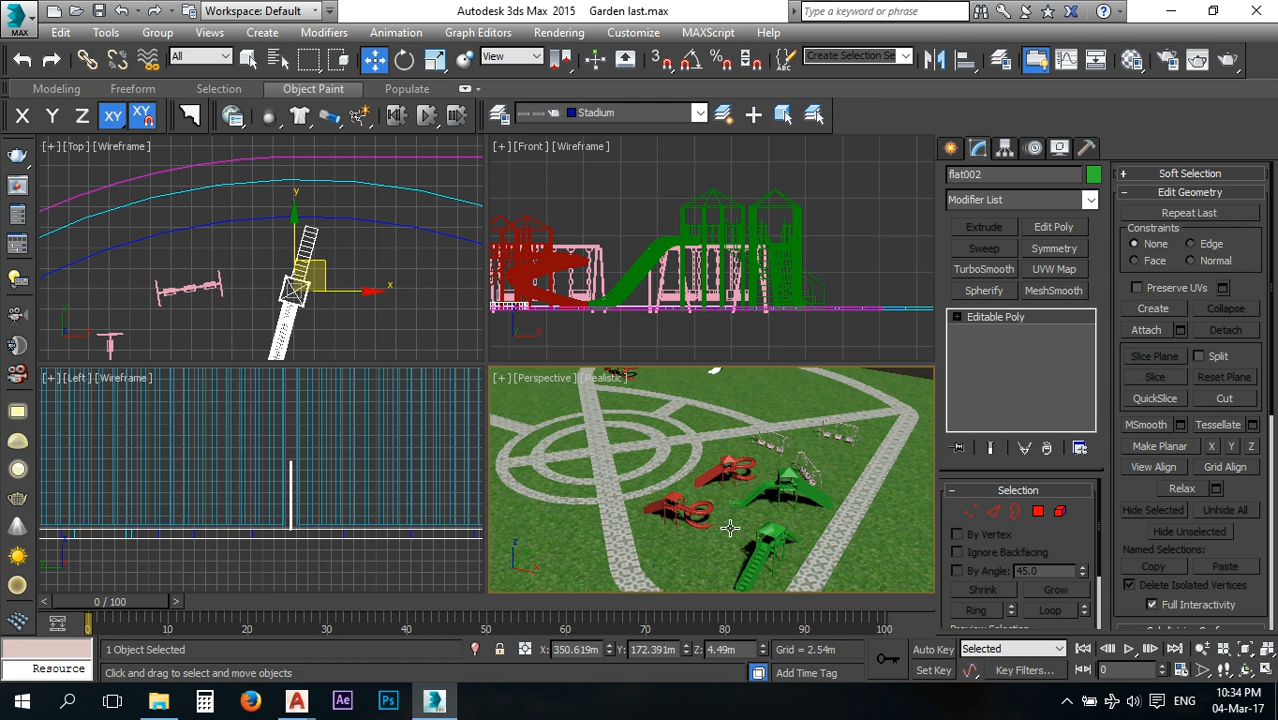 MAX
Workspace: Default
Autodesk 3ds Max 2015 Garden last.max
Type a keyword or phrase
Edit Tools Group Views Create Modifiers Animation Graph Editors Rendering Customize MAXScript Help
All View Create Selection Se
Modeling Freeform Selection Object Paint Populate
X Y Z XY XY Stadium
[+] [Top] [Wireframe]
[+] [Front] [Wireframe]
y
x
[+] [Left] [Wireframe]
[+] [Perspective] [Realistic]
z
x
flat002
Modifier List
Extrude Edit Poly
Sweep Symmetry
TurboSmooth UVW Map
Spherify MeshSmooth
Editable Poly
Selection
By Vertex
Ignore Backfacing
By Angle: 45.0
Shrink Grow
Ring Loop
Soft Selection
Edit Geometry
Repeat Last
Constraints
None Edge
Face Normal
Preserve UVs
Create Collapse
Attach Detach
Slice Plane Split
Slice Reset Plane
QuickSlice Cut
MSmooth Tessellate
Make Planar X Y Z
View Align Grid Align
Relax
Hide Selected Unhide All
Hide Unselected
Named Selections:
Copy Paste
Delete Isolated Vertices
Full Interactivity
< 0 / 100 >
0 10 20 30 40 50 60 70 80 90 100
1 Object Selected
X: 350.619m Y: 172.391m Z: 4.49m Grid = 2.54m
Auto Key Selected
Resource
Click and drag to select and move objects
Add Time Tag
Set Key Key Filters... 0
Ae Ps
ENG
10:34 PM
04-Mar-17